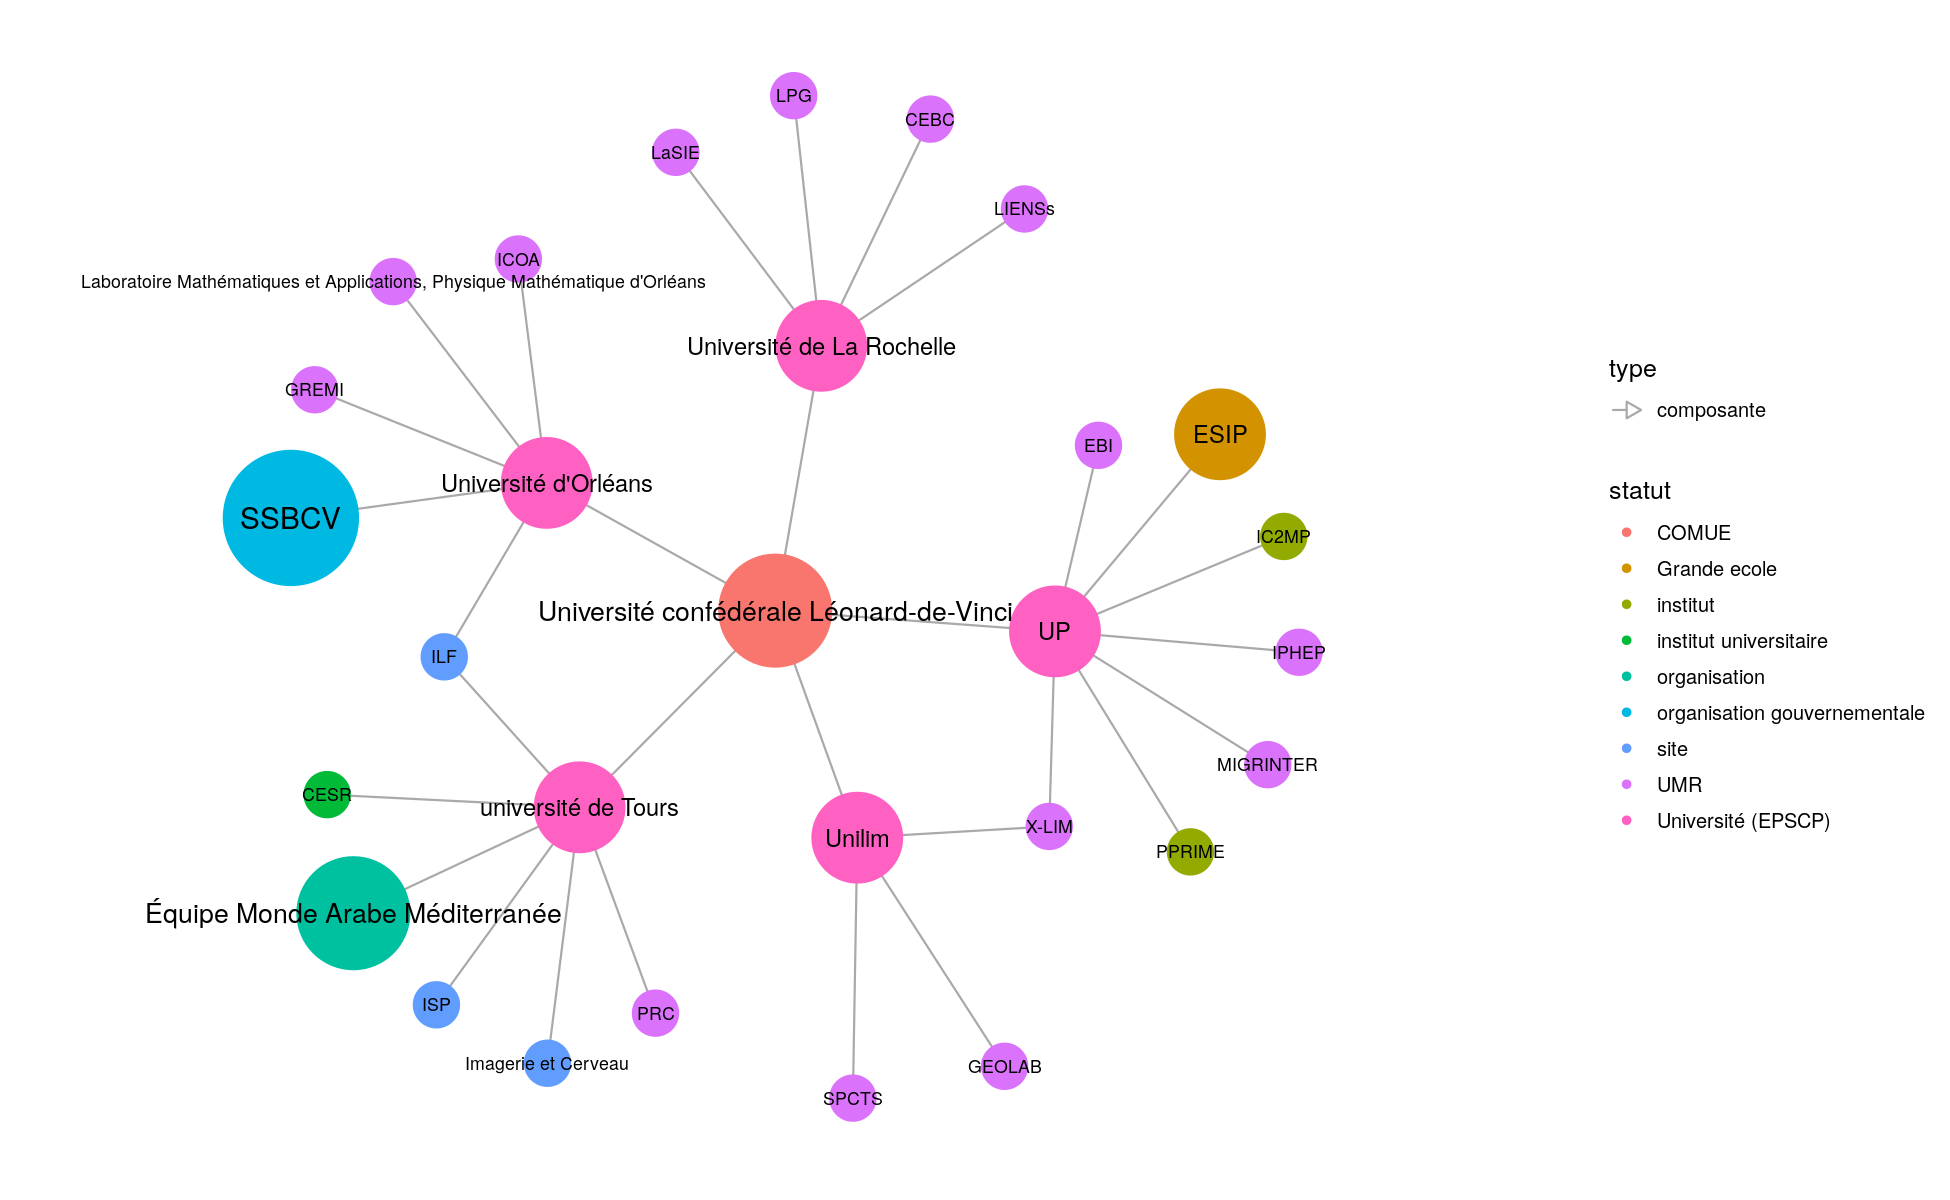 LPG
CEBC
LaSIE
LIENSs
ICOA
Laboratoire Mathématiques et Applications, Physique Mathématique d'Orléans
Université de La Rochelle
GREMI
ESIP
EBI
Université d'Orléans
SSBCV
IC2MP
Université confédérale Léonard-de-Vinci
UP
ILF
IPHEP
MIGRINTER
CESR
université de Tours
X-LIM
Unilim
PPRIME
Équipe Monde Arabe Méditerranée
ISP
PRC
Imagerie et Cerveau
GEOLAB
SPCTS
type
composante
statut
COMUE
Grande ecole
institut
institut universitaire
organisation
organisation gouvernementale
site
UMR
Université (EPSCP)